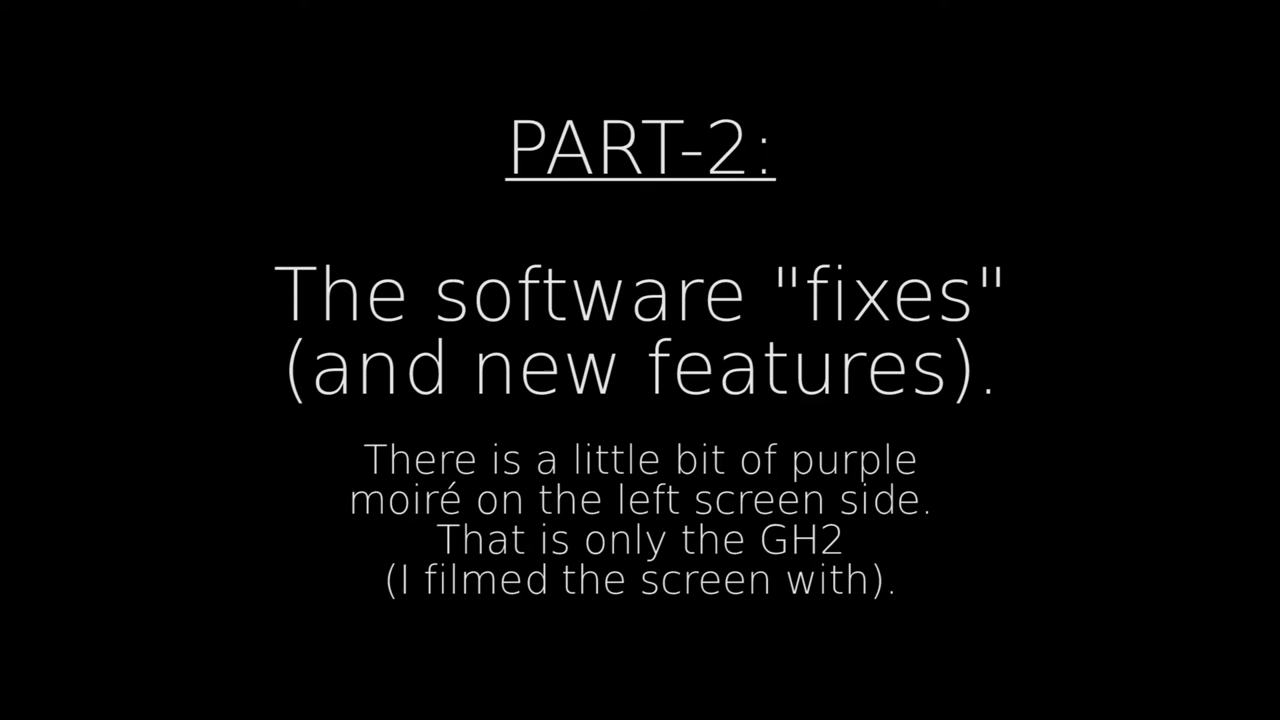 PART-2:
The software "fixes"
(and new features).
There is a little bit of purple
moiré on the left screen side.
That is only the GH2
(I filmed the screen with).